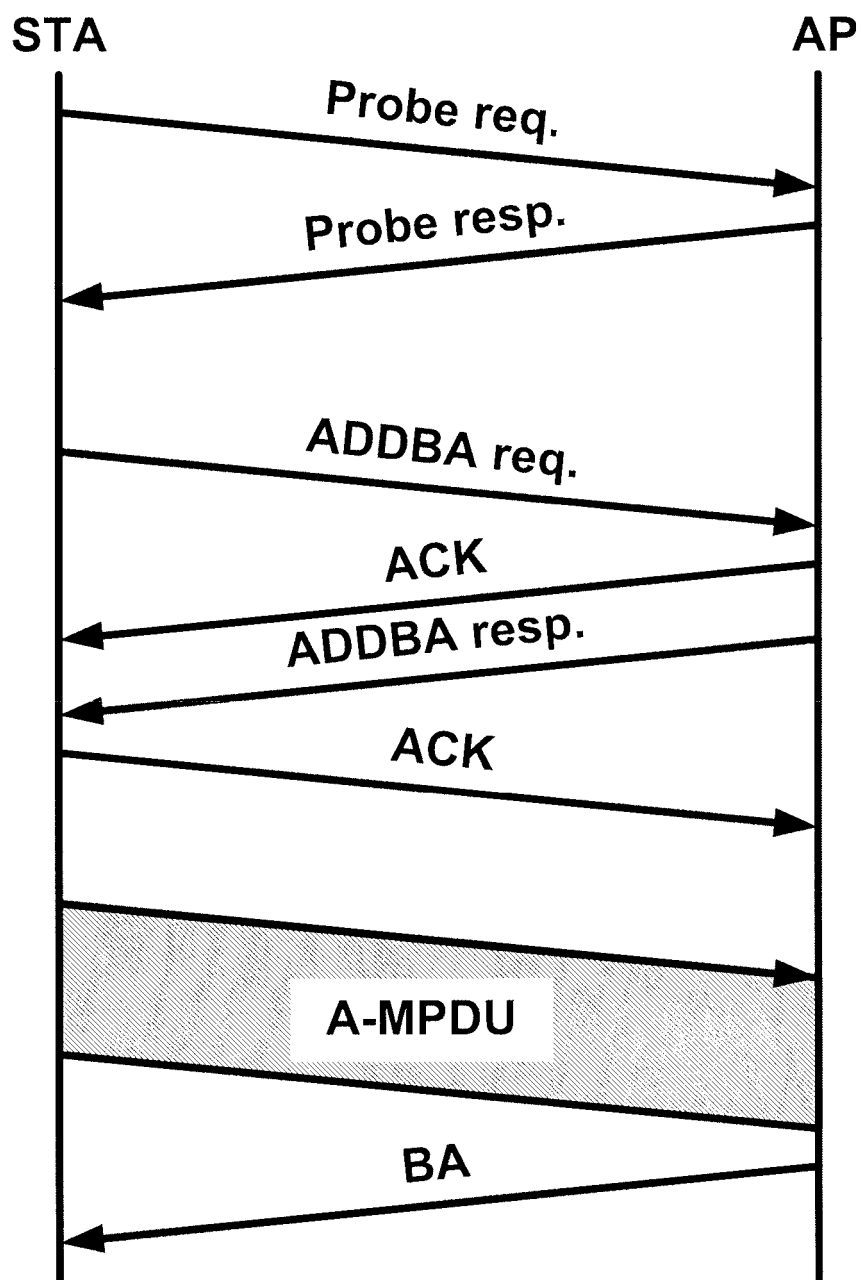 STA
AP
Probe req.
Probe resp.
ADDBA req.
ACK
ADDBA resp.
ACK
A-MPDU
BA